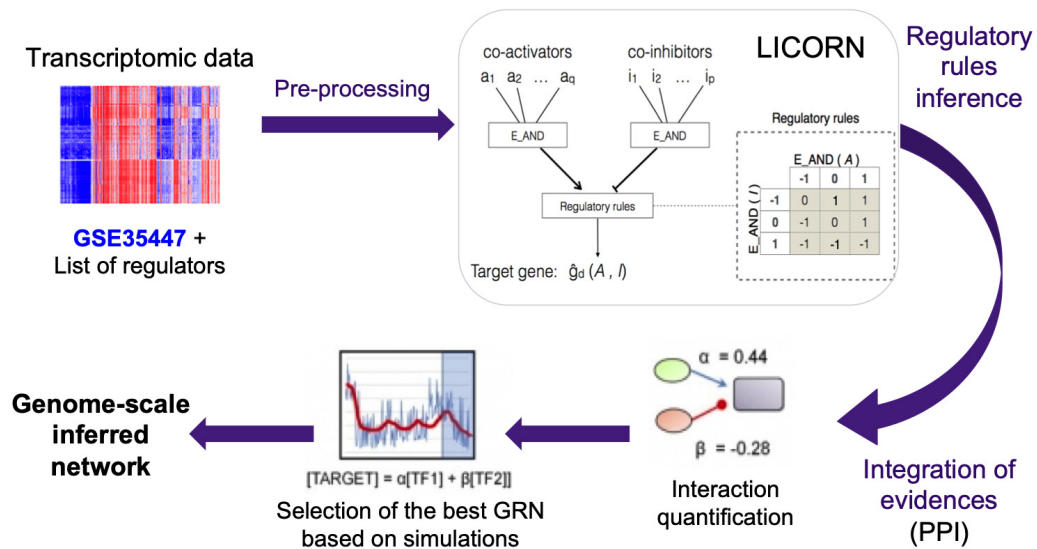 Transcriptomic data
GSE35447 +
List of regulators
Pre-processing
LICORN
co-activators
a1 a2 ... aq
E_AND
co-inhibitors
i1 i2 ... ip
E_AND
Regulatory rules
Target gene: ĝd (A , I)
Regulatory rules
E_AND ( A )
-1 0 1
E_AND ( I )
-1 0 1 1
0 -1 0 1
1 -1 -1 -1
Regulatory
rules
inference
Integration of
evidences
(PPI)
α = 0.44
β = -0.28
Interaction
quantification
[TARGET] = α[TF1] + β[TF2]]
Selection of the best GRN
based on simulations
Genome-scale
inferred
network